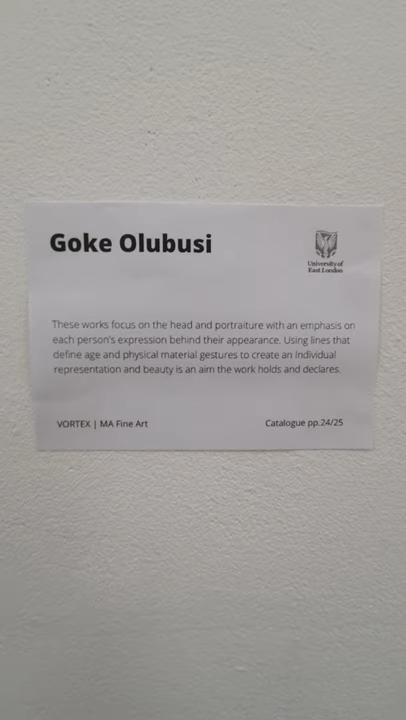 Goke Olubusi
University of
East London
These works focus on the head and portraiture with an emphasis on
each person's expression behind their appearance. Using lines that
define age and physical material gestures to create an individual
representation and beauty is an aim the work holds and declares.
VORTEX | MA Fine Art
Catalogue pp.24/25